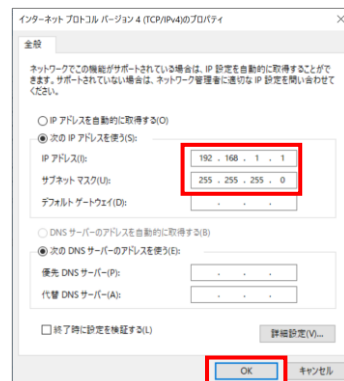 インターネット プロトコル バージョン 4 (TCP/IPv4)のプロパティ
全般
ネットワークでこの機能がサポートされている場合は、IP 設定を自動的に取得することがで
きます。サポートされていない場合は、ネットワーク管理者に適切な IP 設定を問い合わせて
ください。
IP アドレスを自動的に取得する(O)
次の IP アドレスを使う(S):
IP アドレス(I): 192 . 168 . 1 . 1
サブネット マスク(U): 255 . 255 . 255 . 0
デフォルト ゲートウェイ(D): . . .
DNS サーバーのアドレスを自動的に取得する(B)
次の DNS サーバーのアドレスを使う(E):
優先 DNS サーバー(P): . . .
代替 DNS サーバー(A): . . .
終了時に設定を検証する(L)
詳細設定(V)...
OK キャンセル